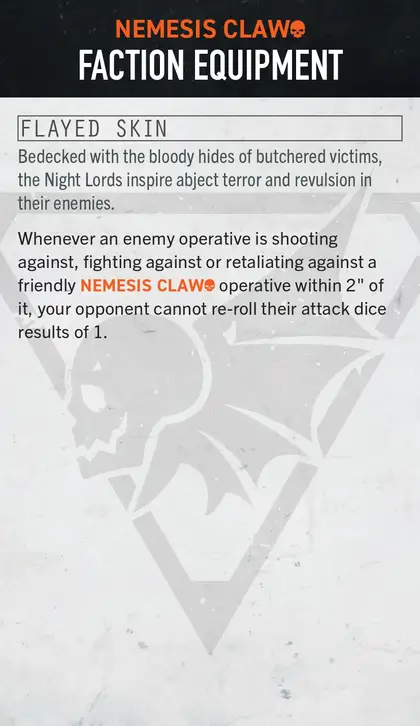 NEMESIS CLAW
FACTION EQUIPMENT
FLAYED SKIN
Bedecked with the bloody hides of butchered victims,
the Night Lords inspire abject terror and revulsion in
their enemies.
Whenever an enemy operative is shooting
against, fighting against or retaliating against a
friendly NEMESIS CLAW operative within 2" of
it, your opponent cannot re-roll their attack dice
results of 1.